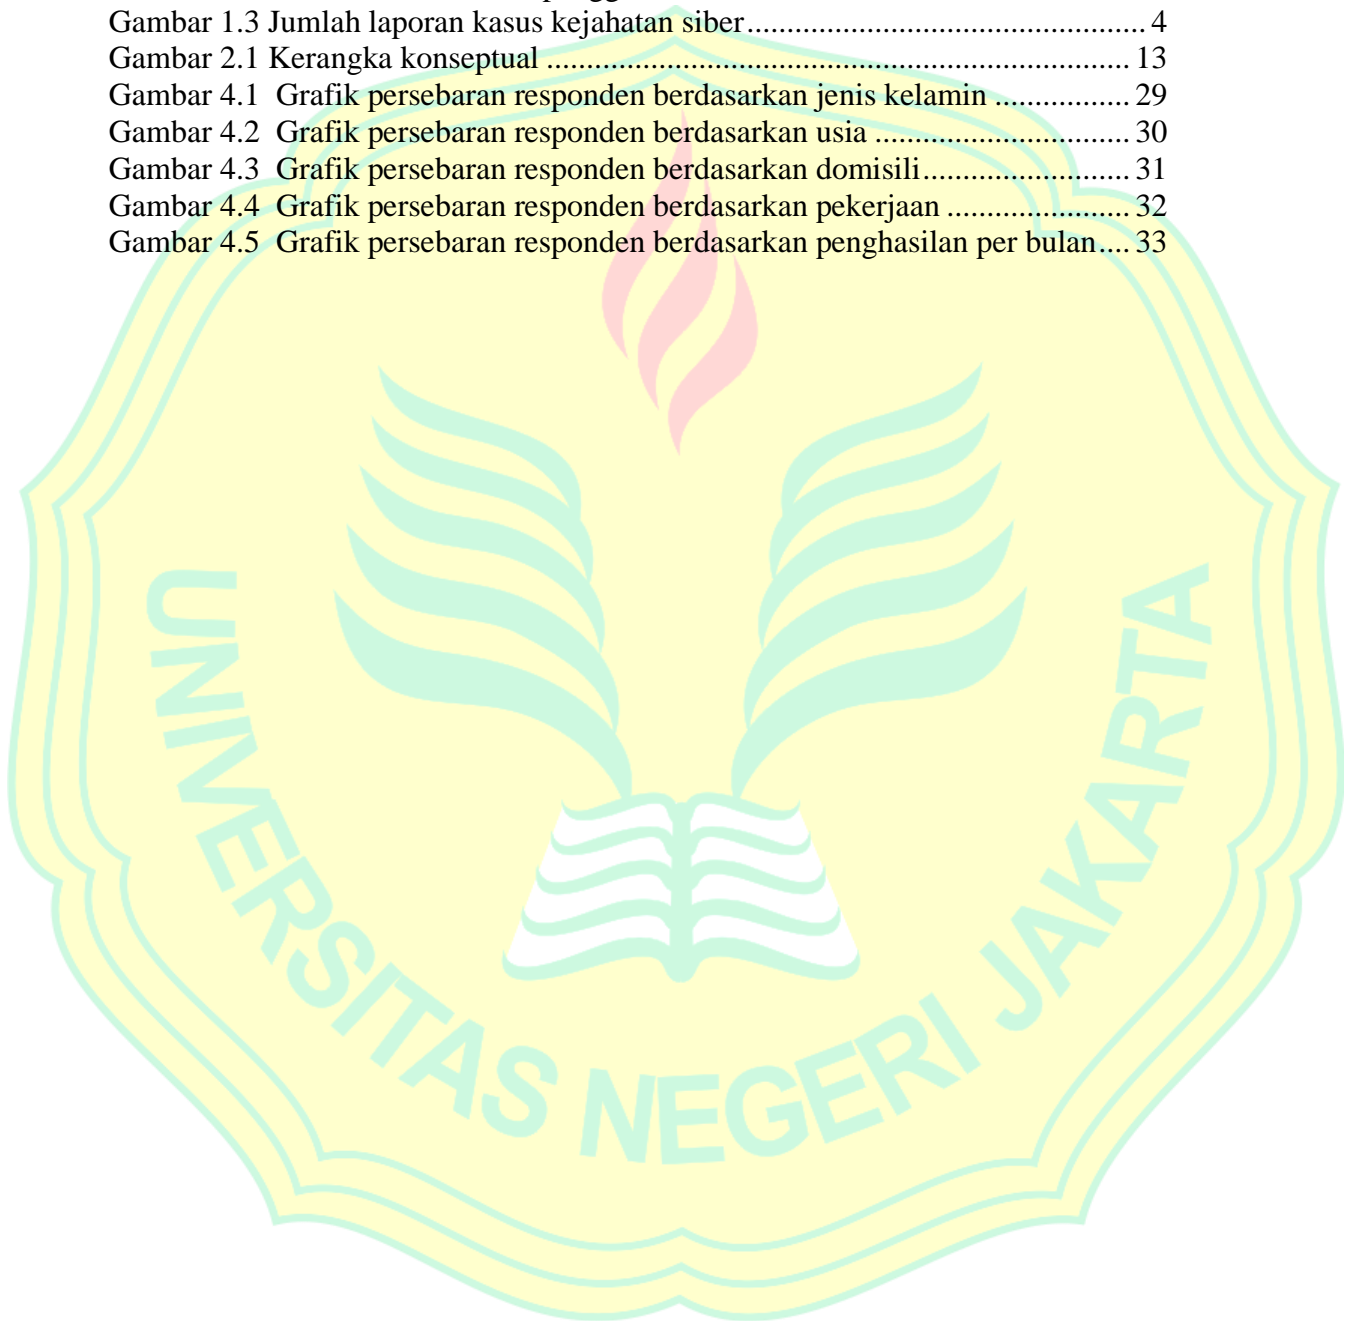 Gambar 1.3 Jumlah laporan kasus kejahatan siber.................................................. 4
Gambar 2.1 Kerangka konseptual ......................................................................... 13
Gambar 4.1  Grafik persebaran responden berdasarkan jenis kelamin ................. 29
Gambar 4.2  Grafik persebaran responden berdasarkan usia ................................ 30
Gambar 4.3  Grafik persebaran responden berdasarkan domisili.......................... 31
Gambar 4.4  Grafik persebaran responden berdasarkan pekerjaan ....................... 32
Gambar 4.5  Grafik persebaran responden berdasarkan penghasilan per bulan.... 33
UNIVERSITAS NEGERI JAKARTA